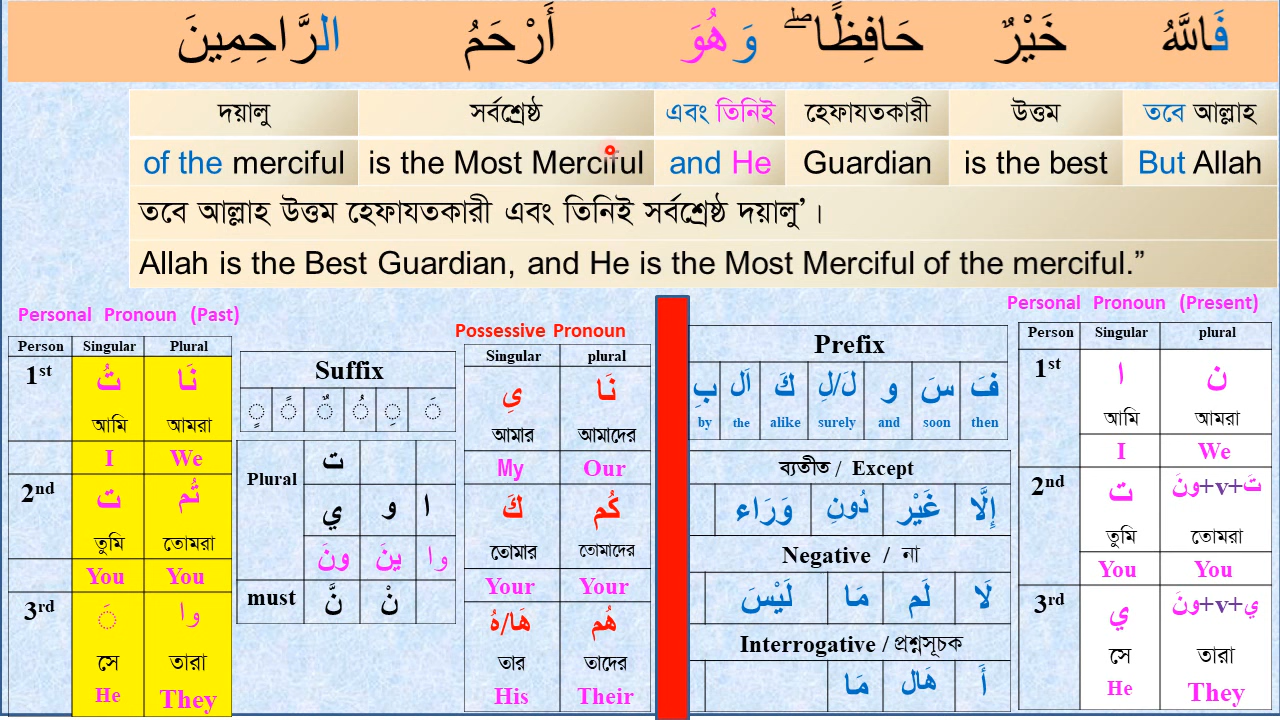 فَاللَّهُ خَيْرٌ حَافِظًا ۖ وَ هُوَ أَرْحَمُ الرَّاحِمِينَ
দয়ালু সর্বশ্রেষ্ঠ এবং তিনিই হেফাযতকারী উত্তম তবে আল্লাহ
of the merciful is the Most Merciful and He Guardian is the best But Allah
তবে আল্লাহ উত্তম হেফাযতকারী এবং তিনিই সর্বশ্রেষ্ঠ দয়ালু’।
Allah is the Best Guardian, and He is the Most Merciful of the merciful.”
Personal Pronoun (Past)
Person Singular Plural
1st تُ نَا
আমি আমরা
I We
2nd ت تُم
তুমি তোমরা
You You
3rd َ وا
সে তারা
He They
Suffix
ٍ ً ٌ ُ ِ َ
Plural ت
ي و ا
ونَ ينَ وا
must نَّ نْ
Possessive Pronoun
Singular plural
يِ نَا
আমার আমাদের
My Our
كَ كُم
তোমার তোমাদের
Your Your
هَا/هُ هُم
তার তাদের
His Their
Prefix
بِ اَل كَ لَ/لِ و سَ فَ
by the alike surely and soon then
ব্যতীত / Except
وَرَاء دُونِ غَيْر إِلَّا
Negative / না
لَيْسَ مَا لَم لَا
Interrogative / প্রশ্নসূচক
مَا هَال أَ
Personal Pronoun (Present)
Person Singular plural
1st ا ن
আমি আমরা
I We
2nd ت تَ+v+ونَ
তুমি তোমরা
You You
3rd ي ي+v+ونَ
সে তারা
He They